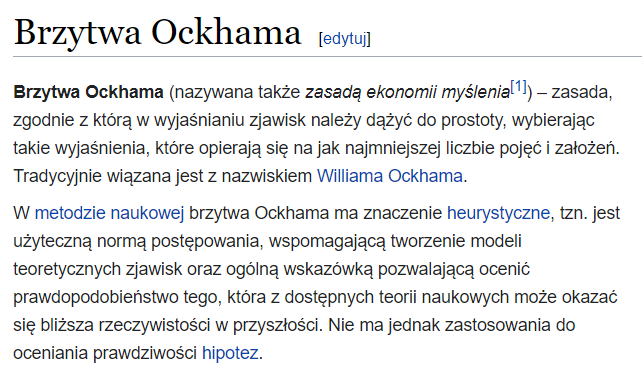 Brzytwa Ockhama [edytuj]
Brzytwa Ockhama (nazywana także zasadą ekonomii myślenia[1]) – zasada,
zgodnie z którą w wyjaśnianiu zjawisk należy dążyć do prostoty, wybierając
takie wyjaśnienia, które opierają się na jak najmniejszej liczbie pojęć i założeń.
Tradycyjnie wiązana jest z nazwiskiem Williama Ockhama.
W metodzie naukowej brzytwa Ockhama ma znaczenie heurystyczne, tzn. jest
użyteczną normą postępowania, wspomagającą tworzenie modeli
teoretycznych zjawisk oraz ogólną wskazówką pozwalającą ocenić
prawdopodobieństwo tego, która z dostępnych teorii naukowych może okazać
się bliższa rzeczywistości w przyszłości. Nie ma jednak zastosowania do
oceniania prawdziwości hipotez.